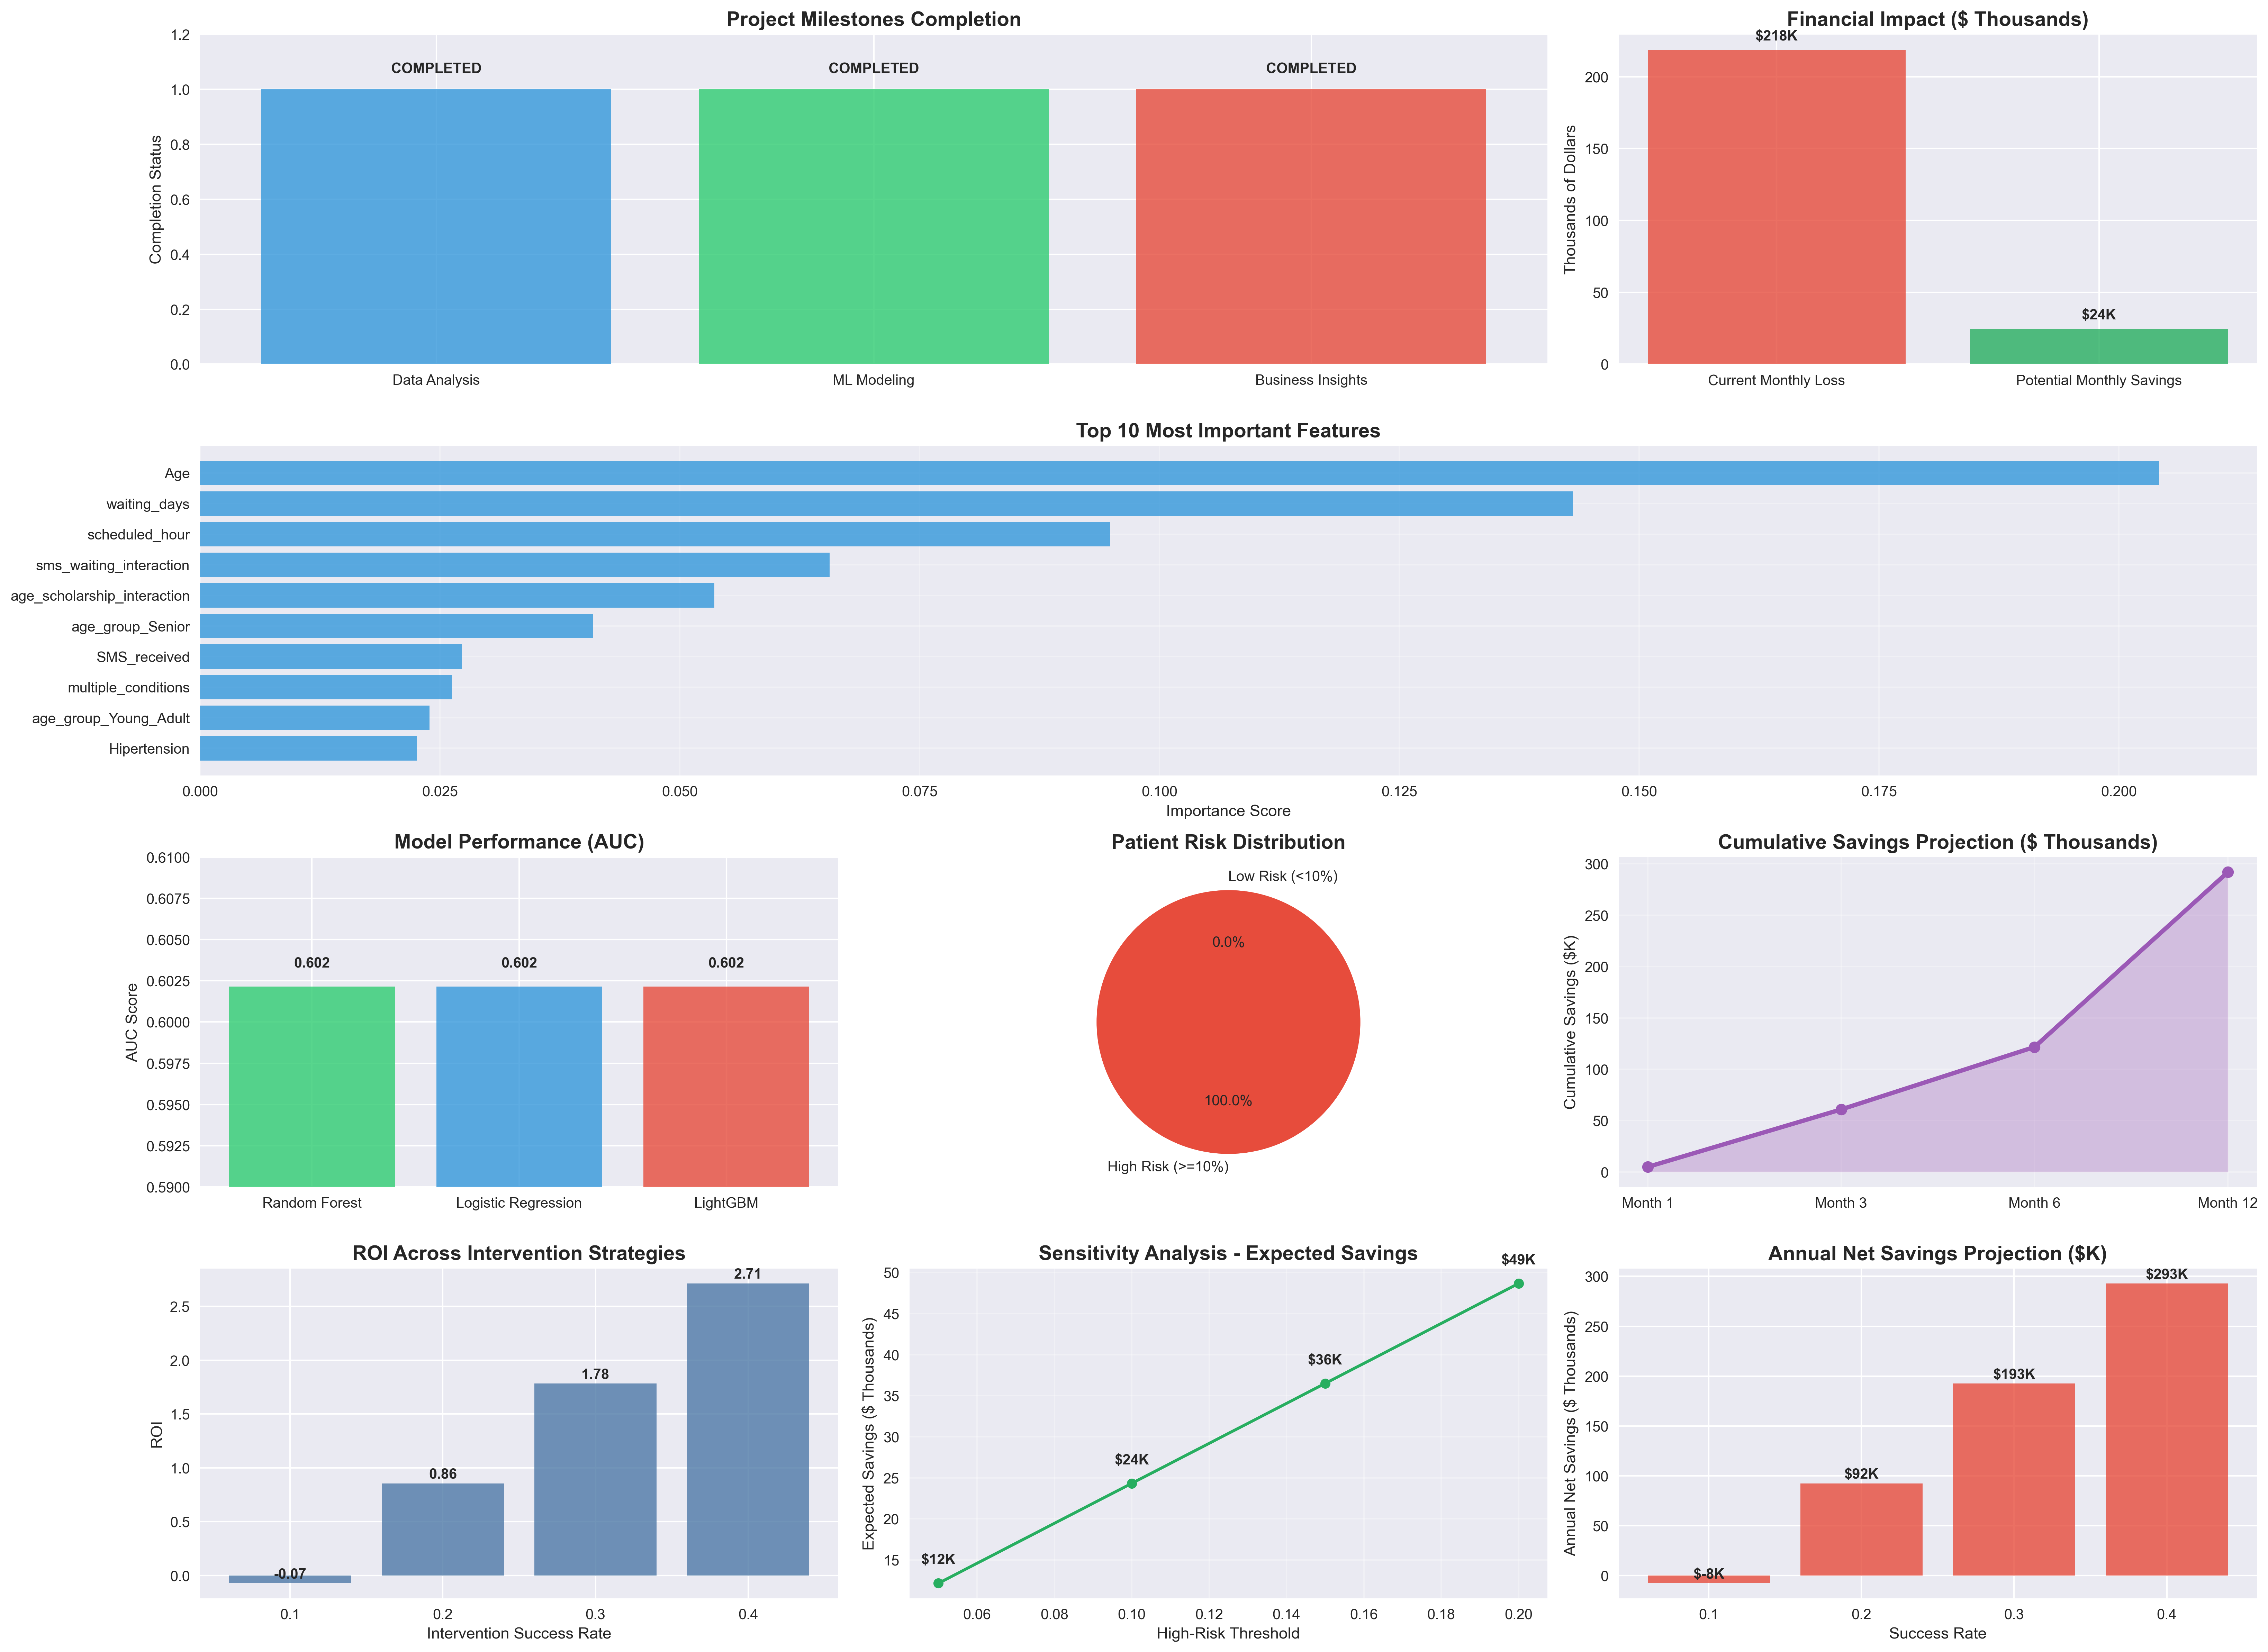 Project Milestones Completion
1.2
1.0
0.8
0.6
0.4
0.2
0.0
Completion Status
COMPLETED
COMPLETED
COMPLETED
Data Analysis
ML Modeling
Business Insights
Financial Impact ($ Thousands)
200
150
100
50
0
Thousands of Dollars
$218K
$24K
Current Monthly Loss
Potential Monthly Savings
Top 10 Most Important Features
Age
waiting_days
scheduled_hour
sms_waiting_interaction
age_scholarship_interaction
age_group_Senior
SMS_received
multiple_conditions
age_group_Young_Adult
Hipertension
0.000
0.025
0.050
0.075
0.100
0.125
0.150
0.175
0.200
Importance Score
Model Performance (AUC)
0.6100
0.6075
0.6050
0.6025
0.6000
0.5975
0.5950
0.5925
0.5900
AUC Score
0.602
0.602
0.602
Random Forest
Logistic Regression
LightGBM
Patient Risk Distribution
Low Risk (<10%)
0.0%
100.0%
High Risk (>=10%)
Cumulative Savings Projection ($ Thousands)
300
250
200
150
100
50
0
Cumulative Savings ($K)
Month 1
Month 3
Month 6
Month 12
ROI Across Intervention Strategies
2.5
2.0
1.5
1.0
0.5
0.0
ROI
-0.07
0.86
1.78
2.71
0.1
0.2
0.3
0.4
Intervention Success Rate
Sensitivity Analysis - Expected Savings
50
45
40
35
30
25
20
15
Expected Savings ($ Thousands)
$12K
$24K
$36K
$49K
0.06
0.08
0.10
0.12
0.14
0.16
0.18
0.20
High-Risk Threshold
Annual Net Savings Projection ($K)
300
250
200
150
100
50
0
Annual Net Savings ($ Thousands)
$-8K
$92K
$193K
$293K
0.1
0.2
0.3
0.4
Success Rate